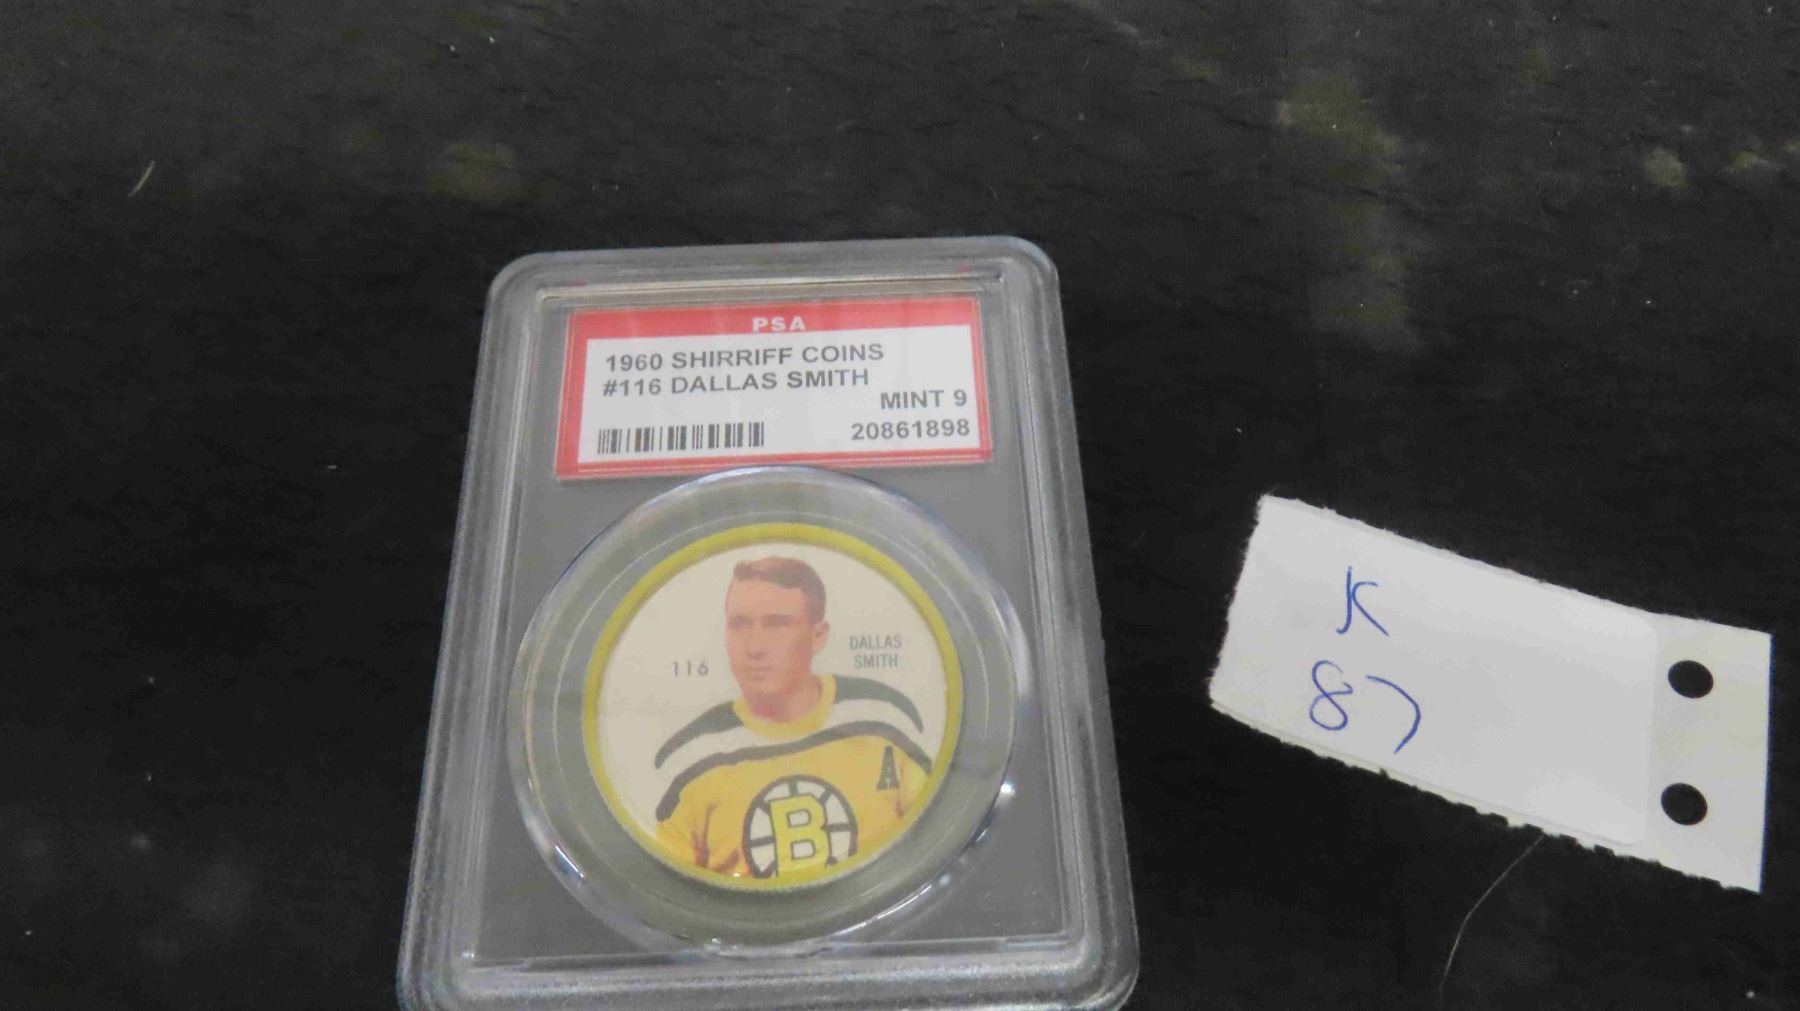 PSA
1960 SHIRRIFF COINS
#116 DALLAS SMITH
MINT 9
20861898
116
DALLAS
SMITH
A
B
K
87